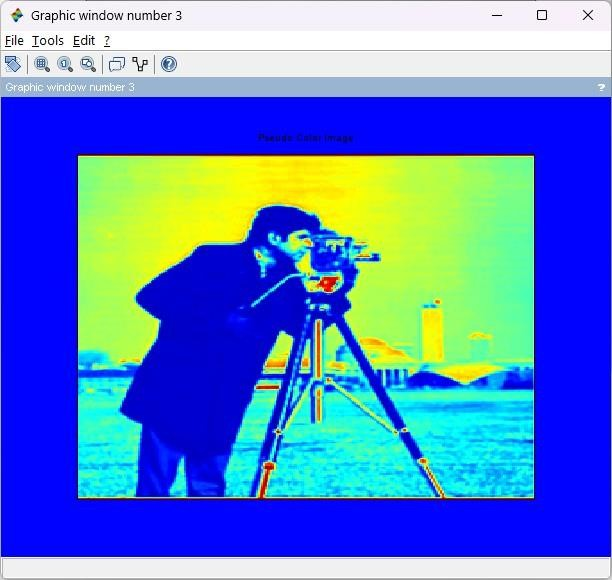 Graphic window number 3
File Tools Edit ?
Graphic window number 3 ?
Pseudo Color Image